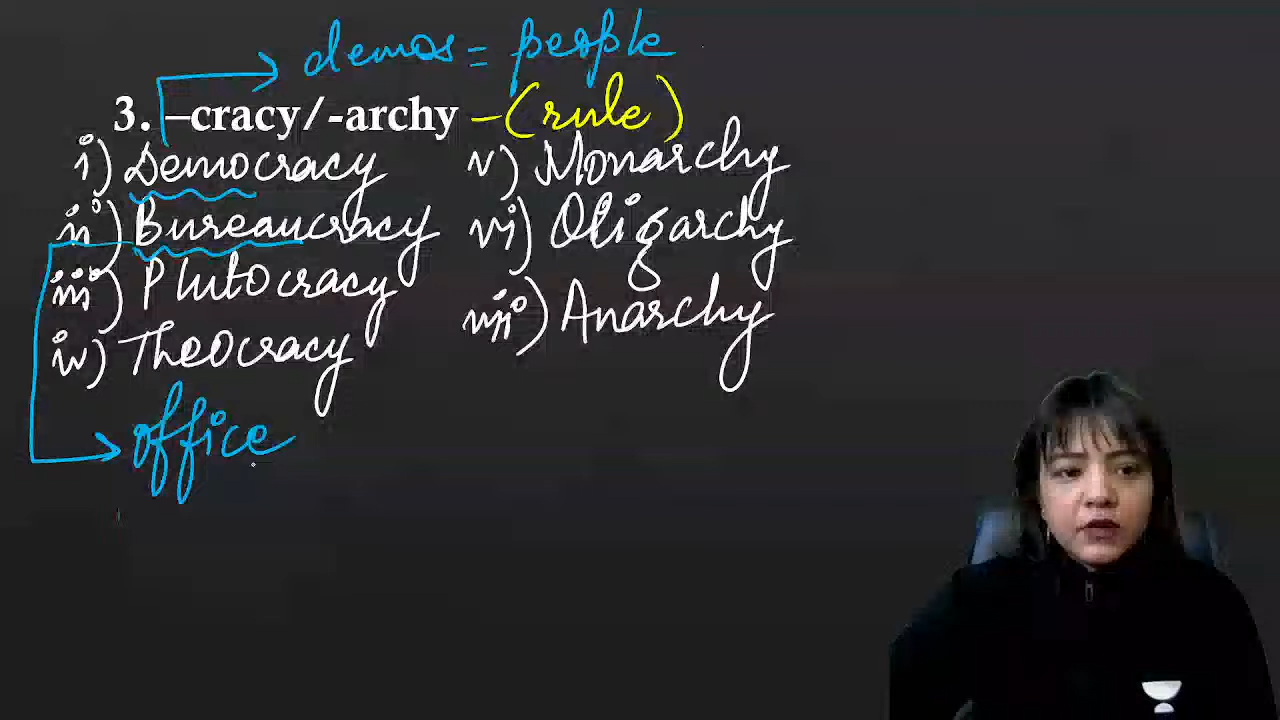 demos = people
3. –cracy/ -archy – (rule)
i) Democracy
ii) Bureaucracy
iii) Plutocracy
iv) Theocracy
office
v) Monarchy
vi) Oligarchy
vii) Anarchy